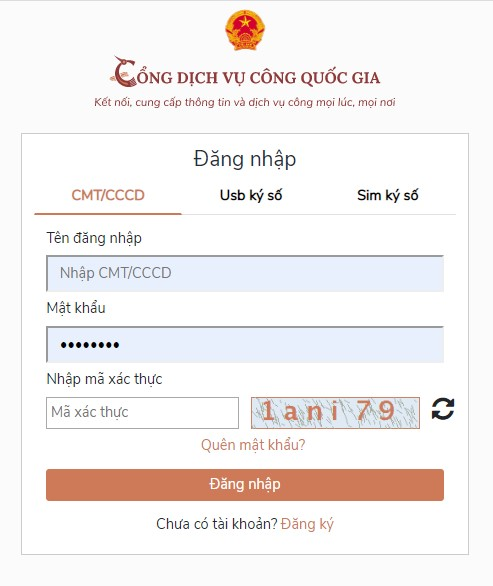 CỔNG DỊCH VỤ CÔNG QUỐC GIA
Kết nối, cung cấp thông tin và dịch vụ công mọi lúc, mọi nơi
Đăng nhập
CMT/CCCD Usb ký số Sim ký số
Tên đăng nhập
Nhập CMT/CCCD
Mật khẩu
••••••••
Nhập mã xác thực
Mã xác thực 1ani 79
Quên mật khẩu?
Đăng nhập
Chưa có tài khoản? Đăng ký